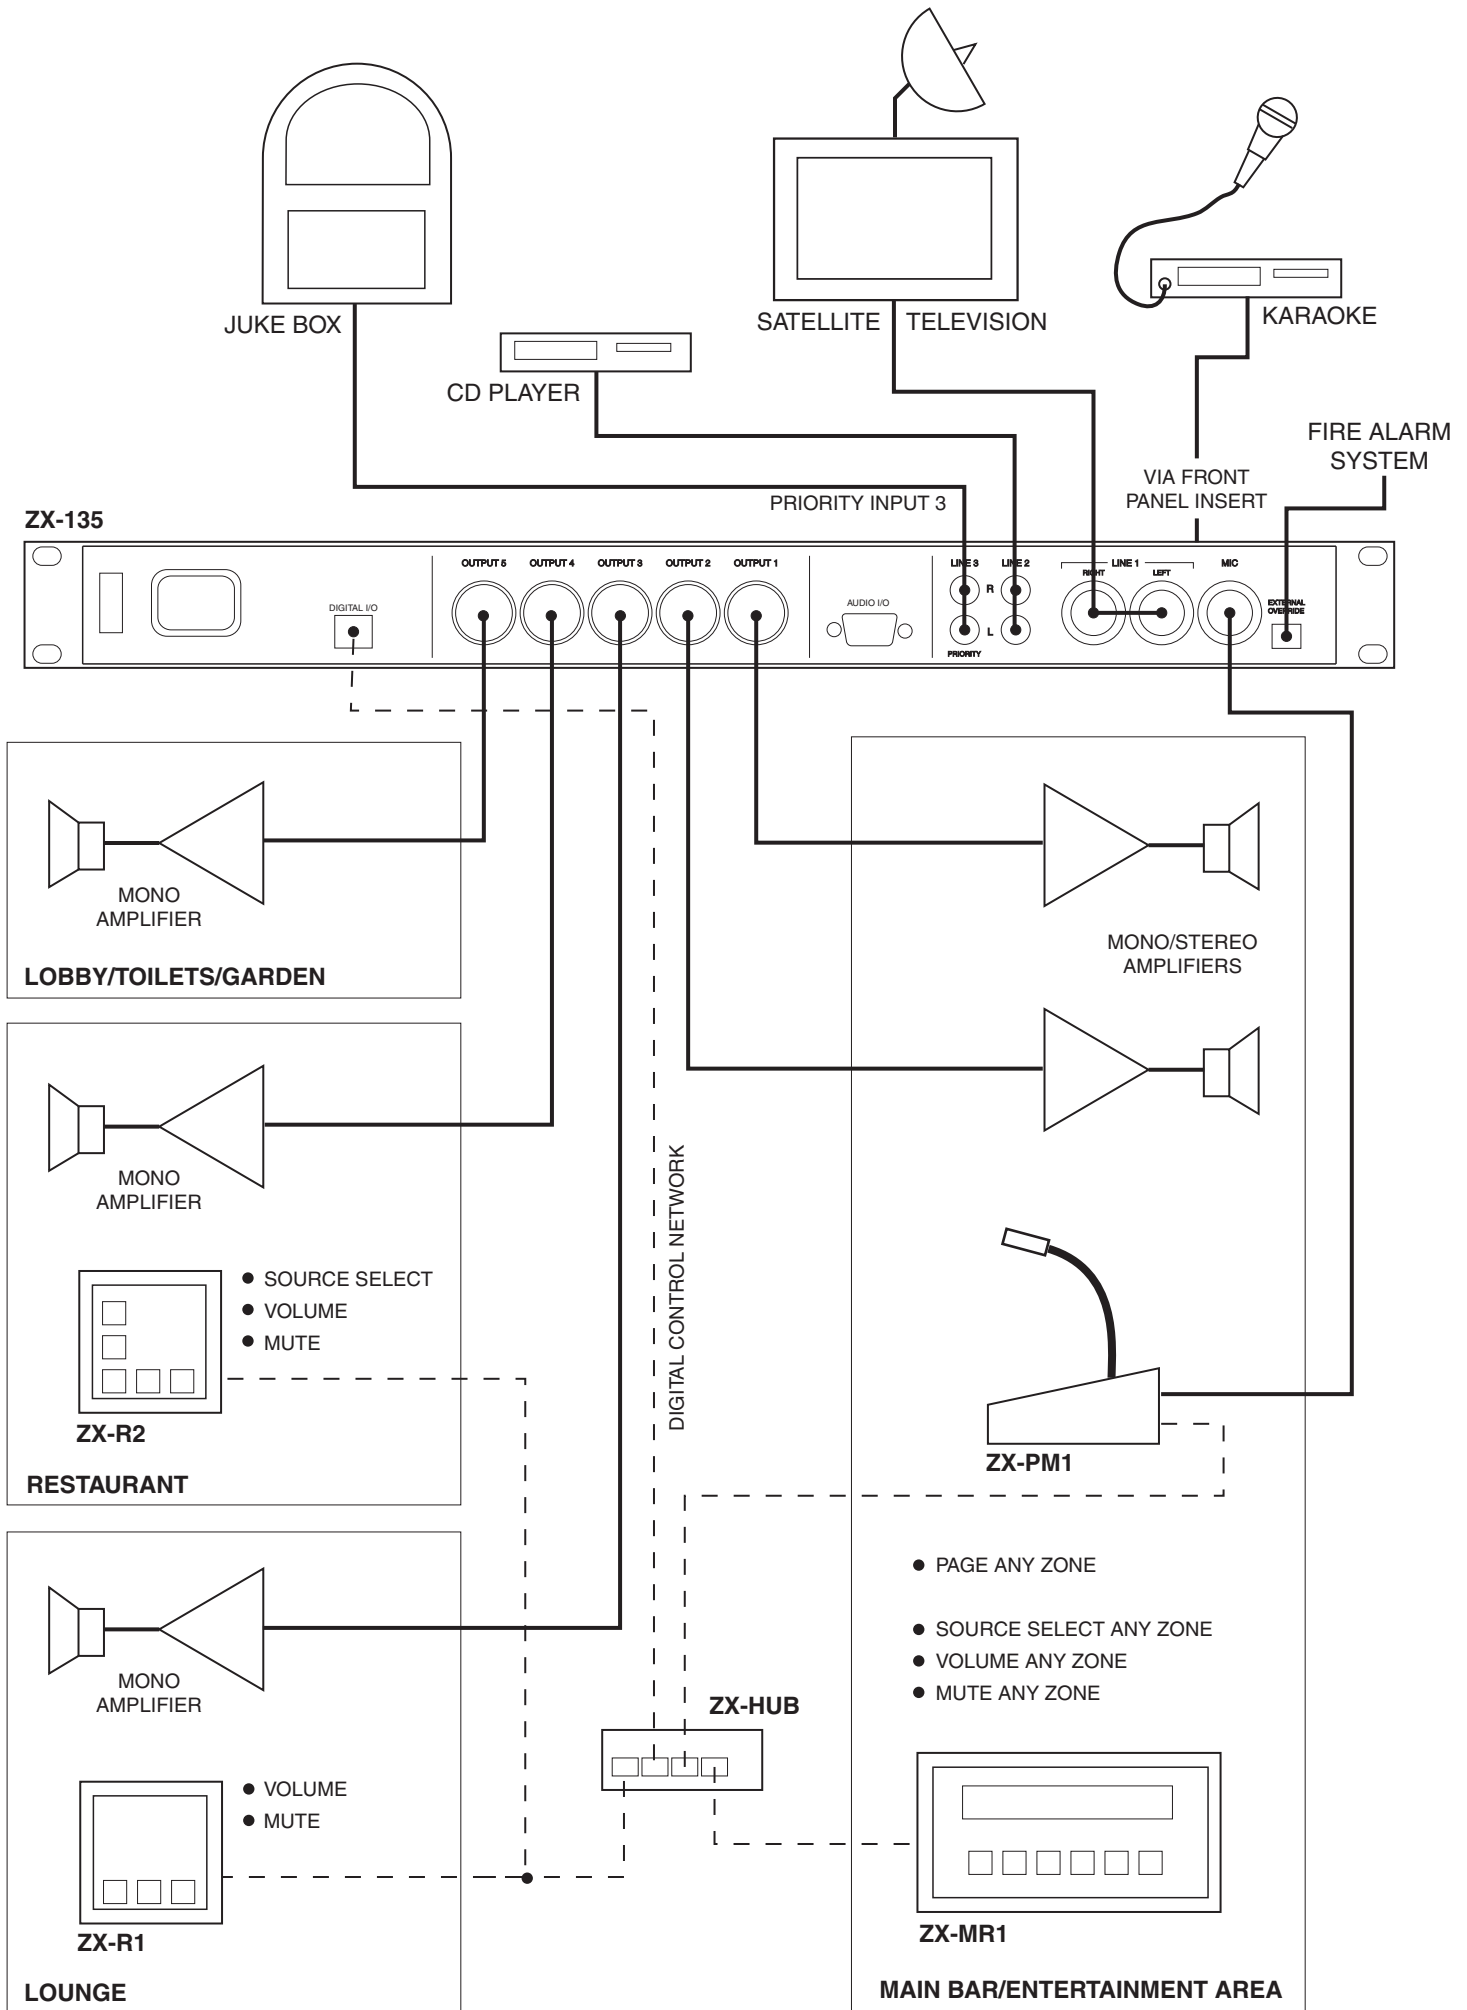 JUKE BOX
CD PLAYER
SATELLITE TELEVISION
KARAOKE
FIRE ALARM
SYSTEM
VIA FRONT
PANEL INSERT
PRIORITY INPUT 3
ZX-135
DIGITAL I/O
OUTPUT 5
OUTPUT 4
OUTPUT 3
OUTPUT 2
OUTPUT 1
AUDIO I/O
LINE 3
LINE 2
R
L
PRIORITY
LINE 1
RIGHT
LEFT
MIC
EXTERNAL
OVERRIDE
MONO
AMPLIFIER
LOBBY/TOILETS/GARDEN
MONO
AMPLIFIER
● SOURCE SELECT
● VOLUME
● MUTE
ZX-R2
RESTAURANT
MONO
AMPLIFIER
● VOLUME
● MUTE
ZX-R1
LOUNGE
DIGITAL CONTROL NETWORK
ZX-HUB
MONO/STEREO
AMPLIFIERS
ZX-PM1
● PAGE ANY ZONE
● SOURCE SELECT ANY ZONE
● VOLUME ANY ZONE
● MUTE ANY ZONE
ZX-MR1
MAIN BAR/ENTERTAINMENT AREA